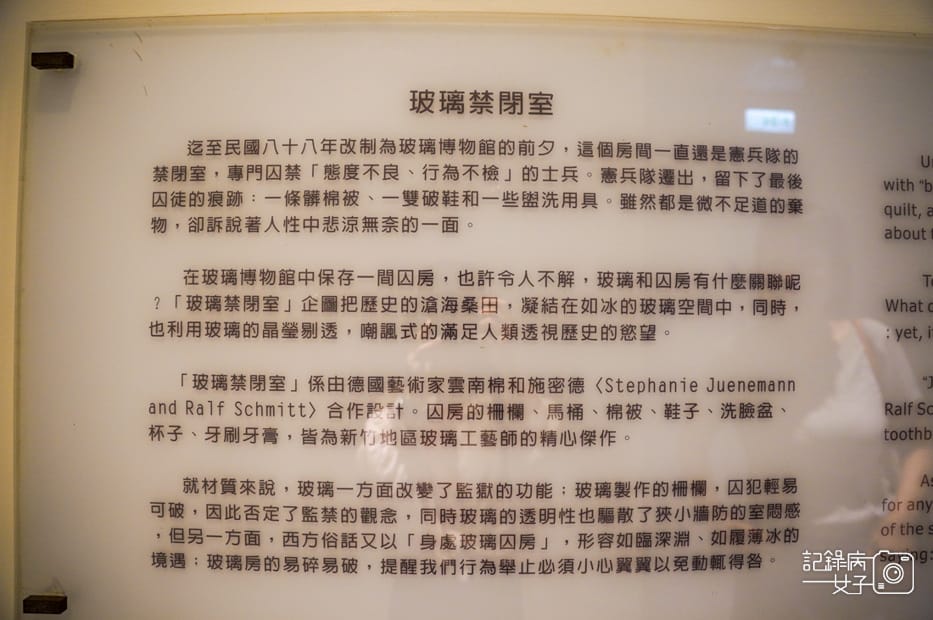 玻璃禁閉室
迄至民國八十八年改制為玻璃博物館的前夕，這個房間一直還是憲兵隊的
禁閉室，專門囚禁「態度不良、行為不檢」的士兵。憲兵隊遷出，留下了最後
囚徒的痕跡：一條髒棉被、一雙破鞋和一些盥洗用具。雖然都是微不足道的棄
物，卻訴說著人性中悲涼無奈的一面。
在玻璃博物館中保存一間囚房，也許令人不解，玻璃和囚房有什麼關聯呢
？「玻璃禁閉室」企圖把歷史的滄海桑田，凝結在如冰的玻璃空間中，同時，
也利用玻璃的晶瑩剔透，嘲諷式的滿足人類透視歷史的慾望。
「玻璃禁閉室」係由德國藝術家雲南棉和施密德〈Stephanie Juenemann
and Ralf Schmitt〉合作設計。囚房的柵欄、馬桶、棉被、鞋子、洗臉盆、
杯子、牙刷牙膏，皆為新竹地區玻璃工藝師的精心傑作。
就材質來說，玻璃一方面改變了監獄的功能；玻璃製作的柵欄，囚犯輕易
可破，因此否定了監禁的觀念，同時玻璃的透明性也驅散了狹小牆防的室悶感
，但另一方面，西方俗話又以「身處玻璃囚房」，形容如臨深淵、如履薄冰的
境遇；玻璃房的易碎易破，提醒我們行為舉止必須小心翼翼以免動輒得咎。
with "b
quilt, a
about t
What c
: yet, i
"J
Ralf Sc
toothb
As
for any
of the s
saying:
記錄病
女子